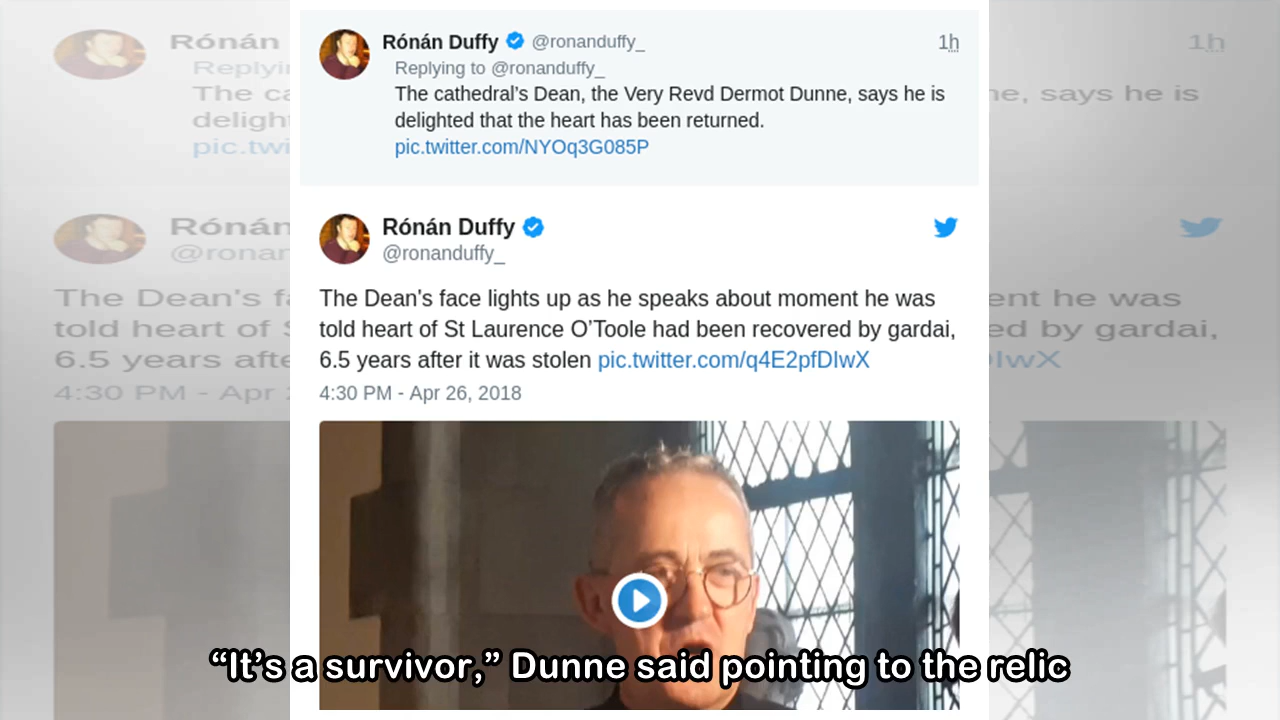 Rónán Duffy @ronanduffy_ 1h
Replying to @ronanduffy_
The cathedral's Dean, the Very Revd Dermot Dunne, says he is
delighted that the heart has been returned.
pic.twitter.com/NYOq3G085P
Rónán Duffy
@ronanduffy_
The Dean's face lights up as he speaks about moment he was
told heart of St Laurence O'Toole had been recovered by gardai,
6.5 years after it was stolen pic.twitter.com/q4E2pfDIwX
4:30 PM - Apr 26, 2018
“It's a survivor,” Dunne said pointing to the relic